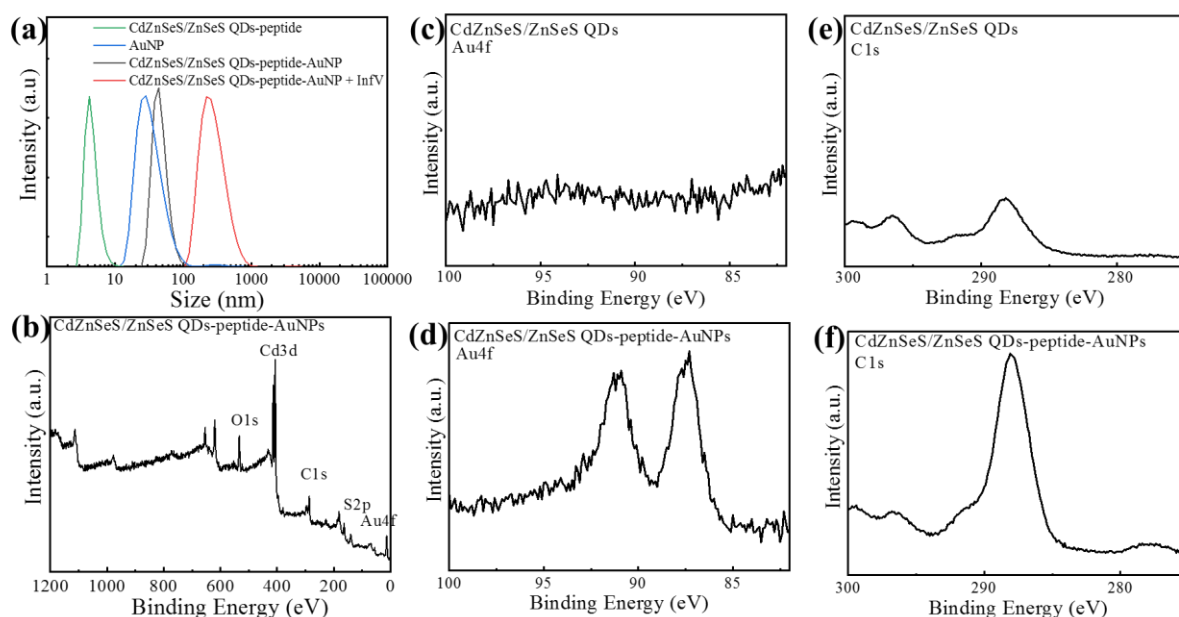 (a)
CdZnSeS/ZnSeS QDs-peptide
AuNP
CdZnSeS/ZnSeS QDs-peptide-AuNP
CdZnSeS/ZnSeS QDs-peptide-AuNP + InfV
Intensity (a.u)
1 10 100 1000 10000 100000
Size (nm)
(c)
CdZnSeS/ZnSeS QDs
Au4f
Intensity (a.u.)
100 95 90 85
Binding Energy (eV)
(e)
CdZnSeS/ZnSeS QDs
C1s
Intensity (a.u.)
300 288 280
Binding Energy (eV)
(b)
CdZnSeS/ZnSeS QDs-peptide-AuNPs
Cd3d
O1s
C1s
S2p
Au4f
Intensity (a.u.)
1200 1000 800 600 400 200 0
Binding Energy (eV)
(d)
CdZnSeS/ZnSeS QDs-peptide-AuNPs
Au4f
Intensity (a.u.)
100 95 90 85
Binding Energy (eV)
(f)
CdZnSeS/ZnSeS QDs-peptide-AuNPs
C1s
Intensity (a.u.)
300 288 280
Binding Energy (eV)